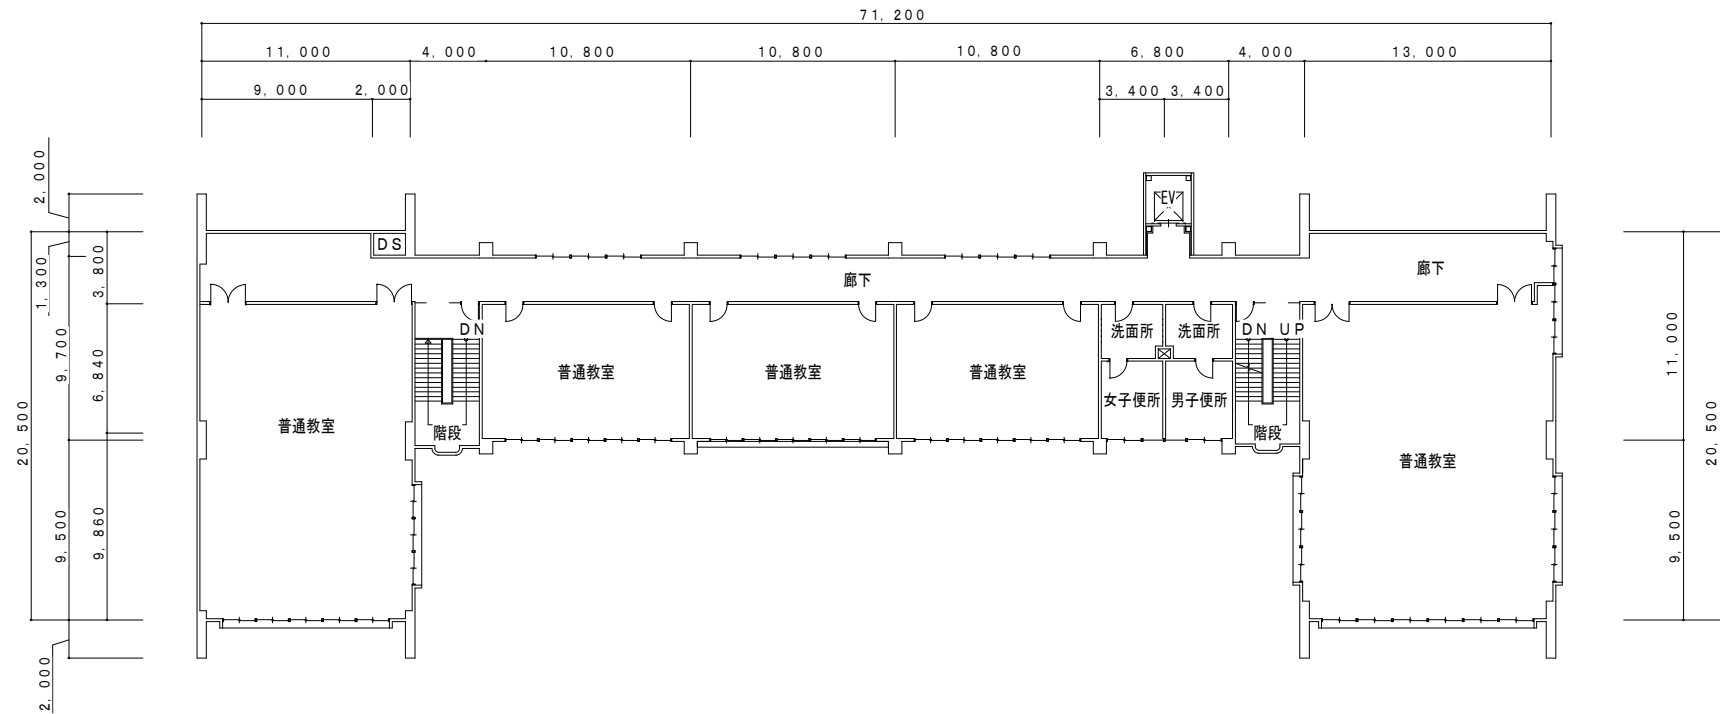 71,200
11,000 4,000 10,800 10,800 10,800 6,800 4,000 13,000
9,000 2,000 3,400 3,400
2,000
1,300
3,800
9,700
6,840
20,500
9,500
9,860
2,000
EV
DS
廊下
廊下
DN
洗面所 洗面所
DN UP
普通教室 普通教室 普通教室
女子便所 男子便所
普通教室
階段
階段
普通教室
11,000
20,500
9,500